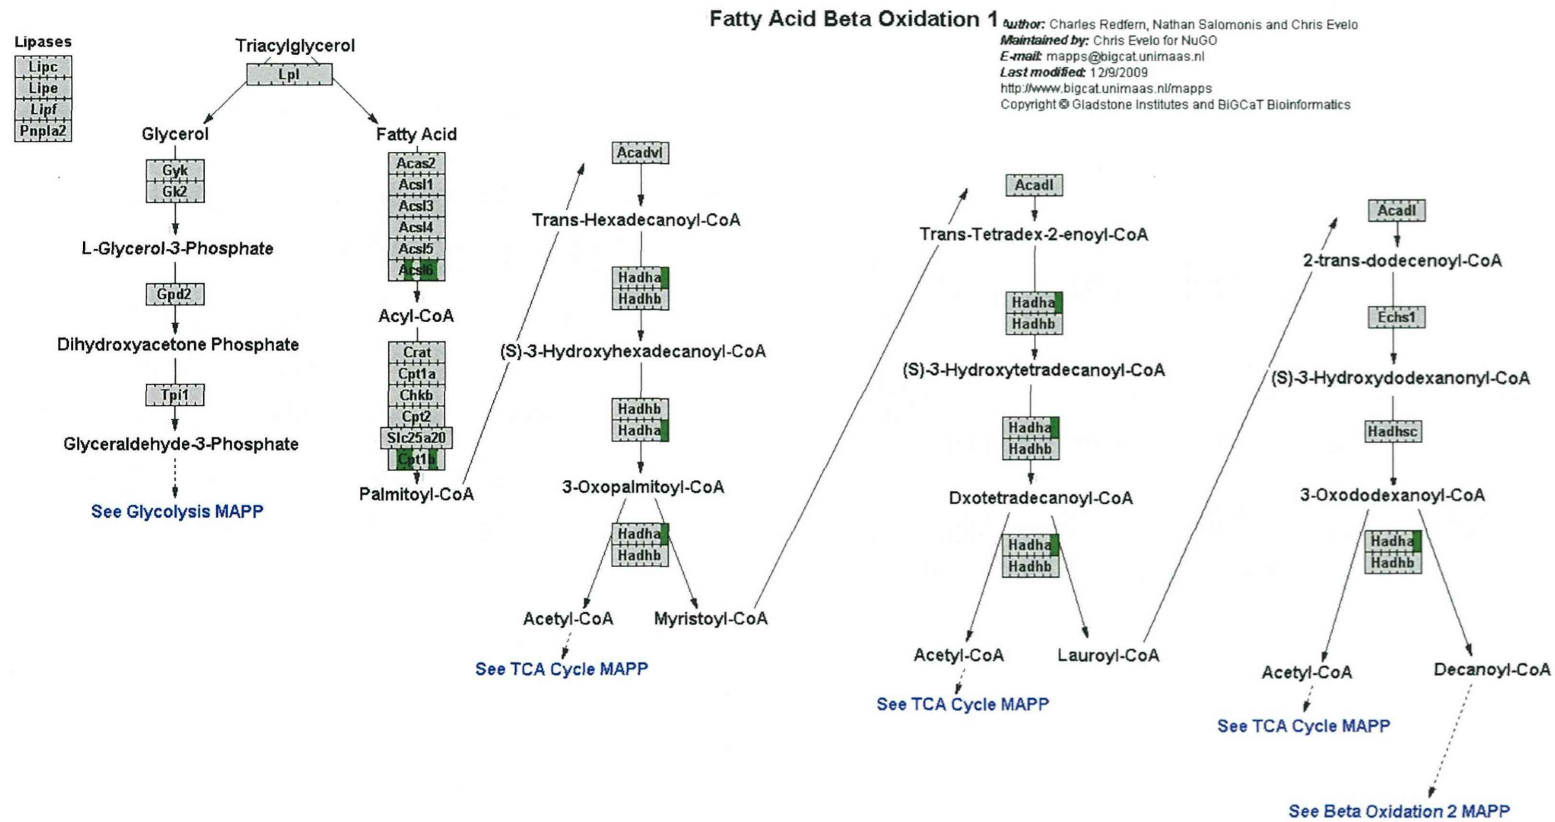 Fatty Acid Beta Oxidation 1
Author: Charles Redfern, Nathan Salomonis and Chris Evelo
Maintained by: Chris Evelo for NuGO
E-mail: mapps@bigcat.unimaas.nl
Last modified: 12/9/2009
http://www.bigcat.unimaas.nl/mapps
Copyright © Gladstone Institutes and BiGCaT Bioinformatics
Lipases
Lipc
Lipe
Lipf
Pnpla2
Triacylglycerol
Lpl
Glycerol
Gyk
Gk2
L-Glycerol-3-Phosphate
Gpd2
Dihydroxyacetone Phosphate
Tpi1
Glyceraldehyde-3-Phosphate
See Glycolysis MAPP
Fatty Acid
Acas2
Acsl1
Acsl3
Acsl4
Acsl5
Acsl6
Acyl-CoA
Crat
Cpt1a
Chkb
Cpt2
Slc25a20
Cpt1b
Palmitoyl-CoA
Acadvl
Trans-Hexadecanoyl-CoA
Hadha
Hadhb
(S)-3-Hydroxyhexadecanoyl-CoA
Hadhb
Hadha
3-Oxopalmitoyl-CoA
Hadha
Hadhb
Acetyl-CoA
Myristoyl-CoA
See TCA Cycle MAPP
Acadl
Trans-Tetradex-2-enoyl-CoA
Hadha
Hadhb
(S)-3-Hydroxytetradecanoyl-CoA
Hadha
Hadhb
Dxotetradecanoyl-CoA
Hadha
Hadhb
Acetyl-CoA
Lauroyl-CoA
See TCA Cycle MAPP
Acadl
2-trans-dodecenoyl-CoA
Echs1
(S)-3-Hydroxydodexanonyl-CoA
Hadhsc
3-Oxododexanoyl-CoA
Hadha
Hadhb
Acetyl-CoA
Decanoyl-CoA
See TCA Cycle MAPP
See Beta Oxidation 2 MAPP